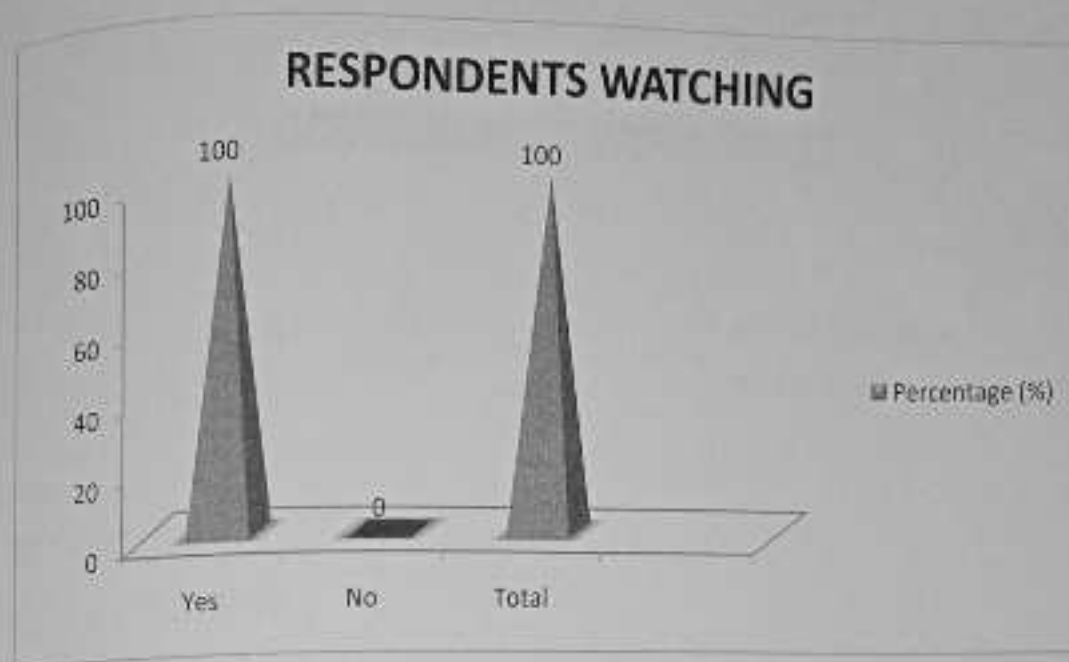 RESPONDENTS WATCHING
100
100
100
80
60
40
20
0
0
Yes
No
Total
Percentage (%)